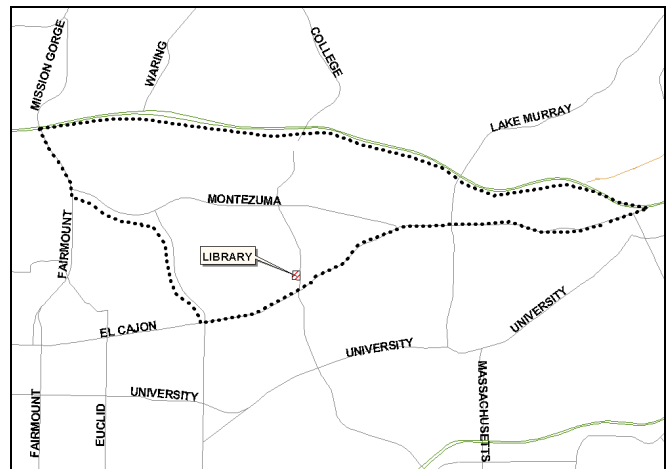 MISSION GORGE
WARING
COLLEGE
LAKE MURRAY
MONTEZUMA
FAIRMOUNT
LIBRARY
EL CAJON
UNIVERSITY
UNIVERSITY
UNIVERSITY
FAIRMOUNT
EUCLID
MASSACHUSETTS